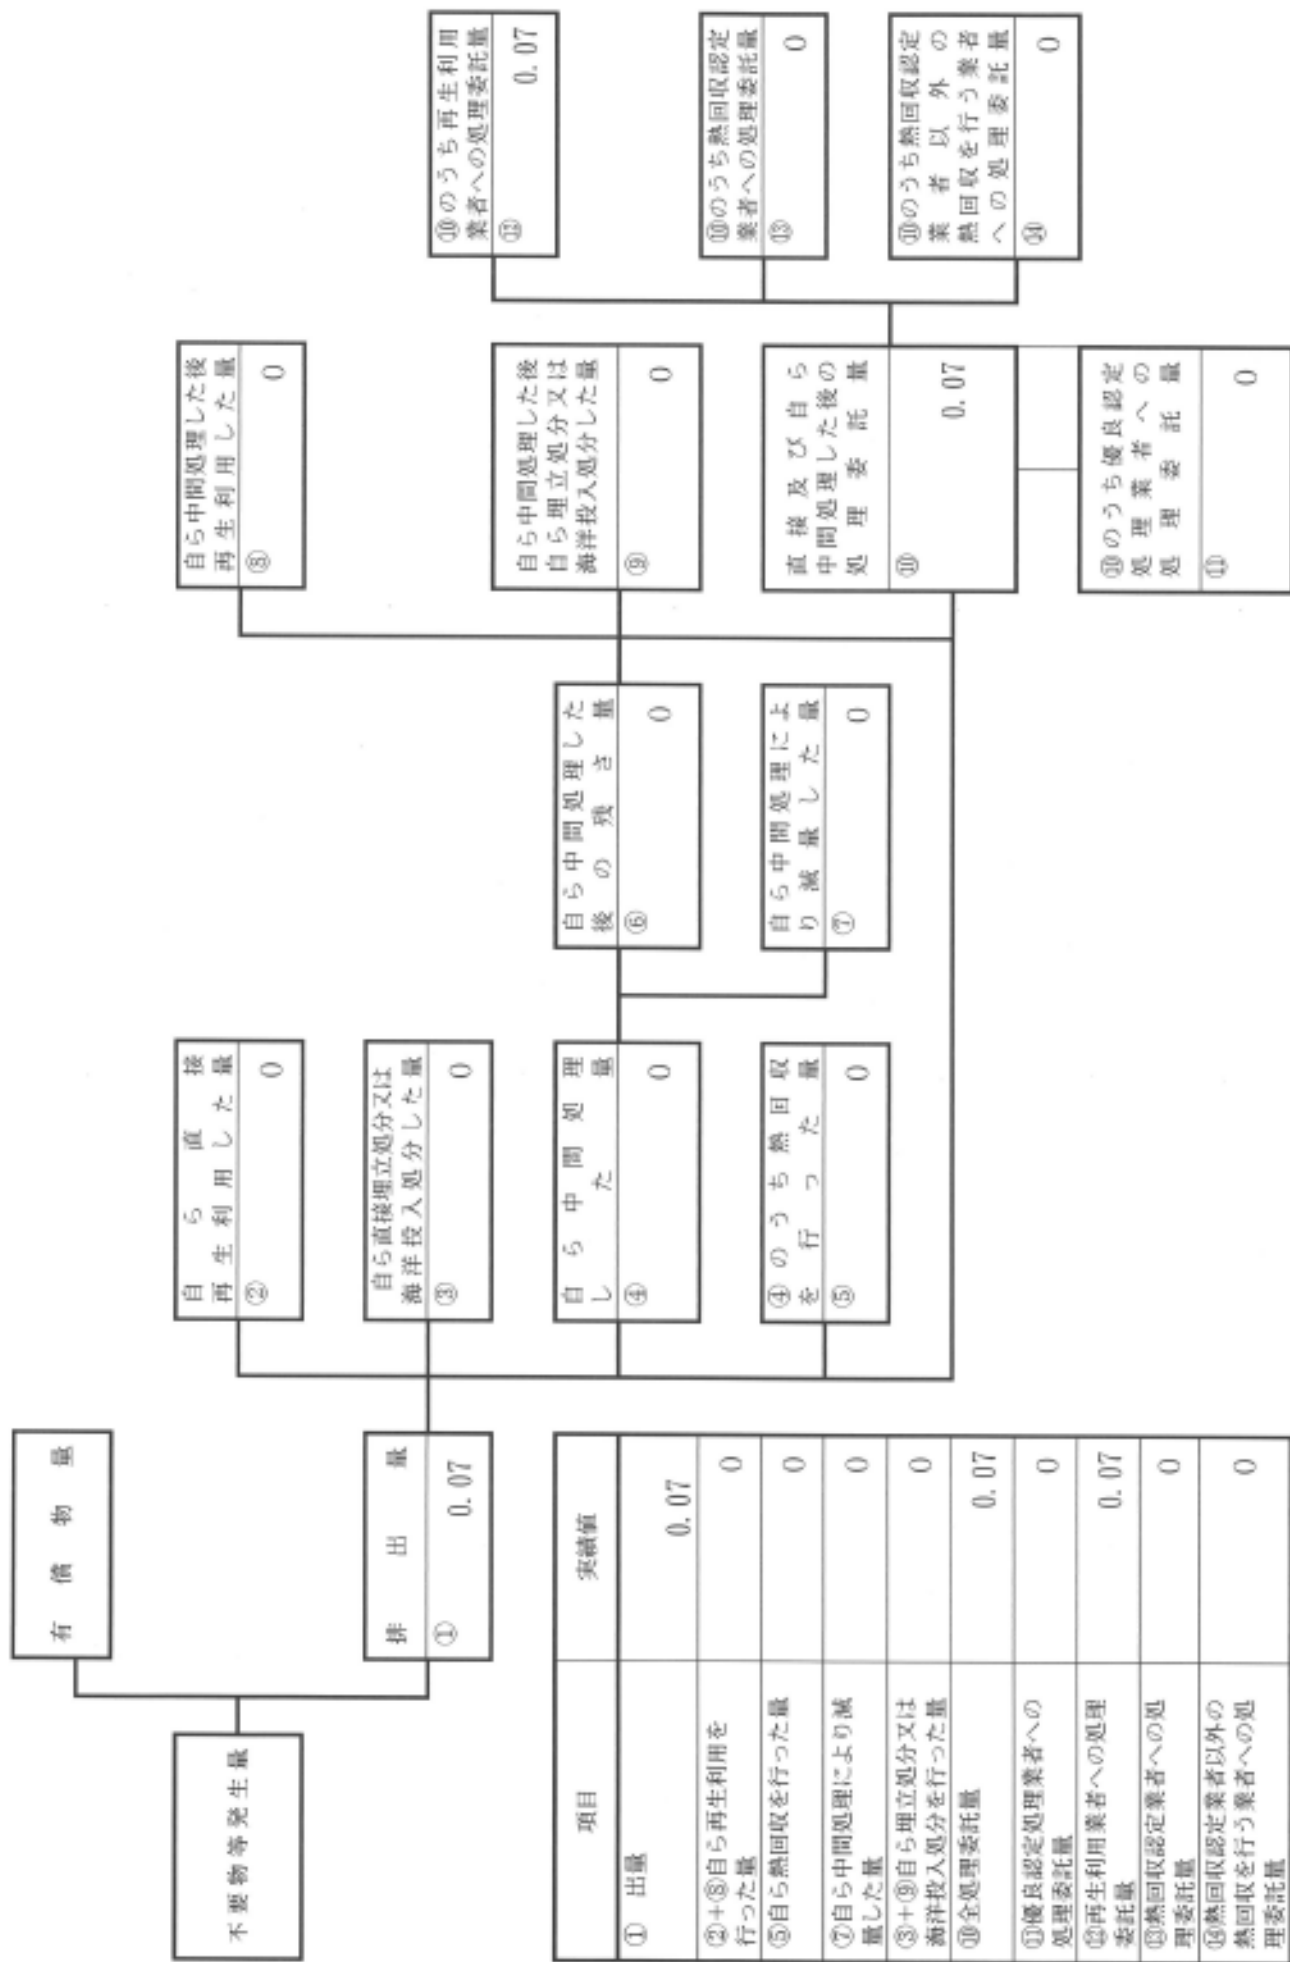 不要物等発生量
有償物量
排出量
① 0.07
自ら直接
再生利用した量
② 0
自ら直接埋立処分又は
海洋投入処分した量
③ 0
自ら中間処理
した量
④ 0
④のうち熱回収
を行った量
⑤ 0
自ら中間処理した
後の残さ量
⑥ 0
自ら中間処理によ
り減量した量
⑦ 0
自ら中間処理した後
再生利用した量
⑧ 0
自ら中間処理した後
自ら埋立処分又は
海洋投入処分した量
⑨ 0
直接及び自ら
中間処理した後の
処理委託量
⑩ 0.07
⑩のうち優良認定
処理業者への
処理委託量
⑪ 0
⑩のうち再生利用
業者への処理委託量
⑫ 0.07
⑩のうち熱回収認定
業者への処理委託量
⑬ 0
⑩のうち熱回収認定
業者以外の
熱回収を行う業者
への処理委託量
⑭ 0
項目 実績値
① 出量 0.07
②+⑧自ら再生利用を
行った量 0
⑤自ら熱回収を行った量 0
⑦自ら中間処理により減
量した量 0
③+⑨自ら埋立処分又は
海洋投入処分を行った量 0
⑩全処理委託量 0.07
⑪優良認定処理業者への
処理委託量 0
⑫再生利用業者への処理
委託量 0.07
⑬熱回収認定業者への処
理委託量 0
⑭熱回収認定業者以外の
熱回収を行う業者への処
理委託量 0